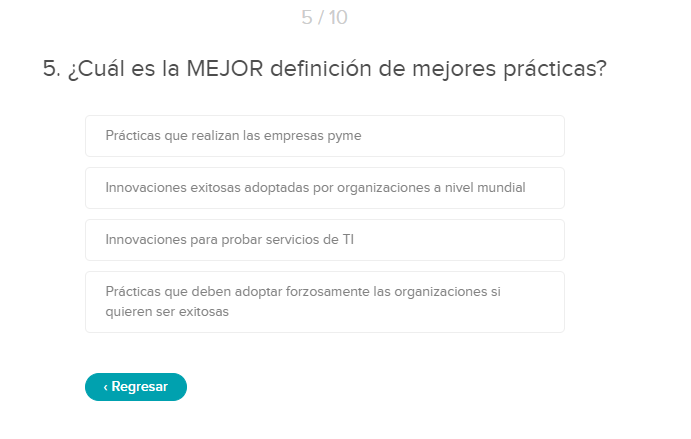 5 / 10
5. ¿Cuál es la MEJOR definición de mejores prácticas?
Prácticas que realizan las empresas pyme
Innovaciones exitosas adoptadas por organizaciones a nivel mundial
Innovaciones para probar servicios de TI
Prácticas que deben adoptar forzosamente las organizaciones si
quieren ser exitosas
‹ Regresar